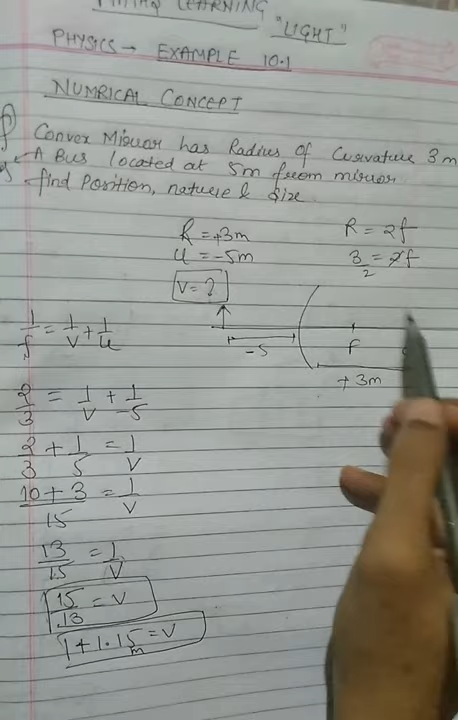 LEARNING
"LIGHT"
PHYSICS → EXAMPLE 10.1
NUMRICAL CONCEPT
Convex Mirror has Radius of Curvature 3m
A Bus located at 5m from mirror
find Position, nature & Size
R = +3m
u = -5m
V = ?
R = 2f
3/2 = 2f
1/f = 1/v + 1/u
-5
F
+3m
2/3 = 1/v + 1/-5
2/3 + 1/5 = 1/v
10 + 3/15 = 1/v
13/15 = 1/v
15/13 = v
+1.15m = v